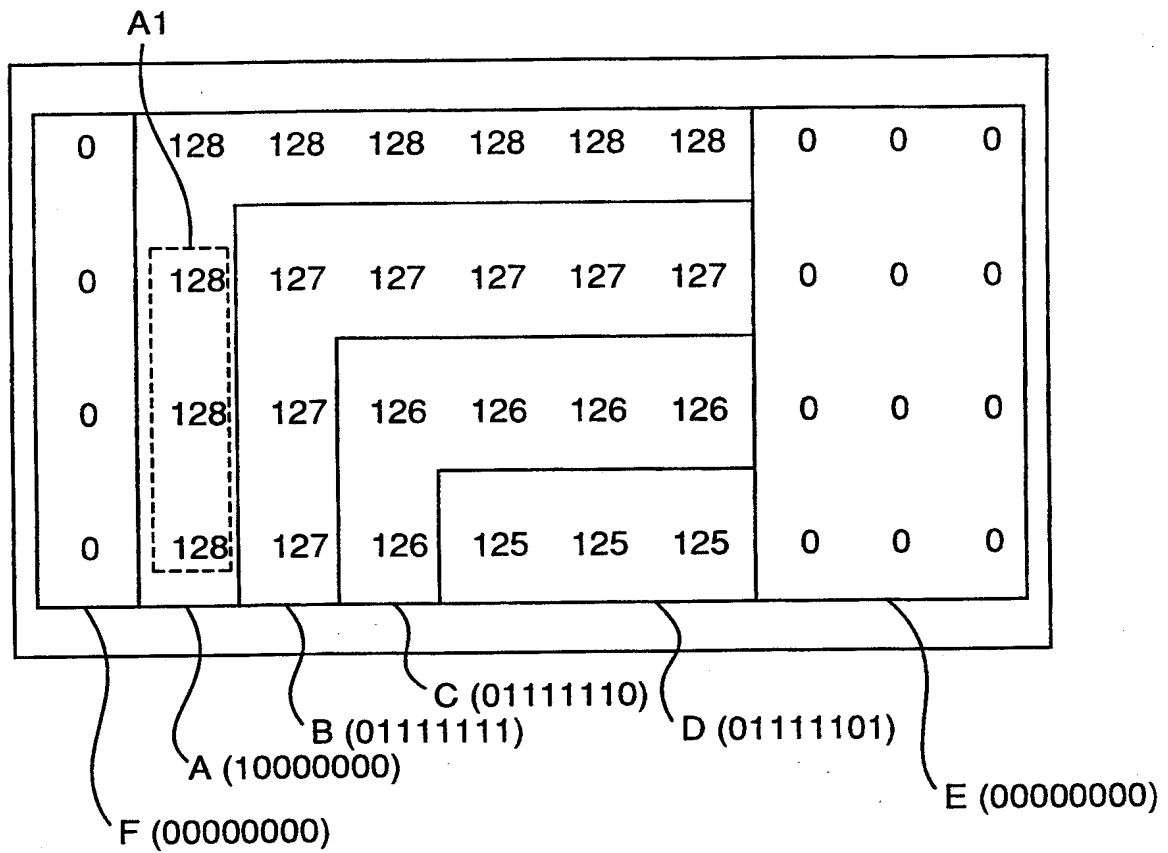 A1
0 128 128 128 128 128 128 0 0 0
0 128 127 127 127 127 127 0 0 0
0 128 127 126 126 126 126 0 0 0
0 128 127 126 125 125 125 0 0 0
C (01111110)
B (01111111)
D (01111101)
A (10000000)
E (00000000)
F (00000000)